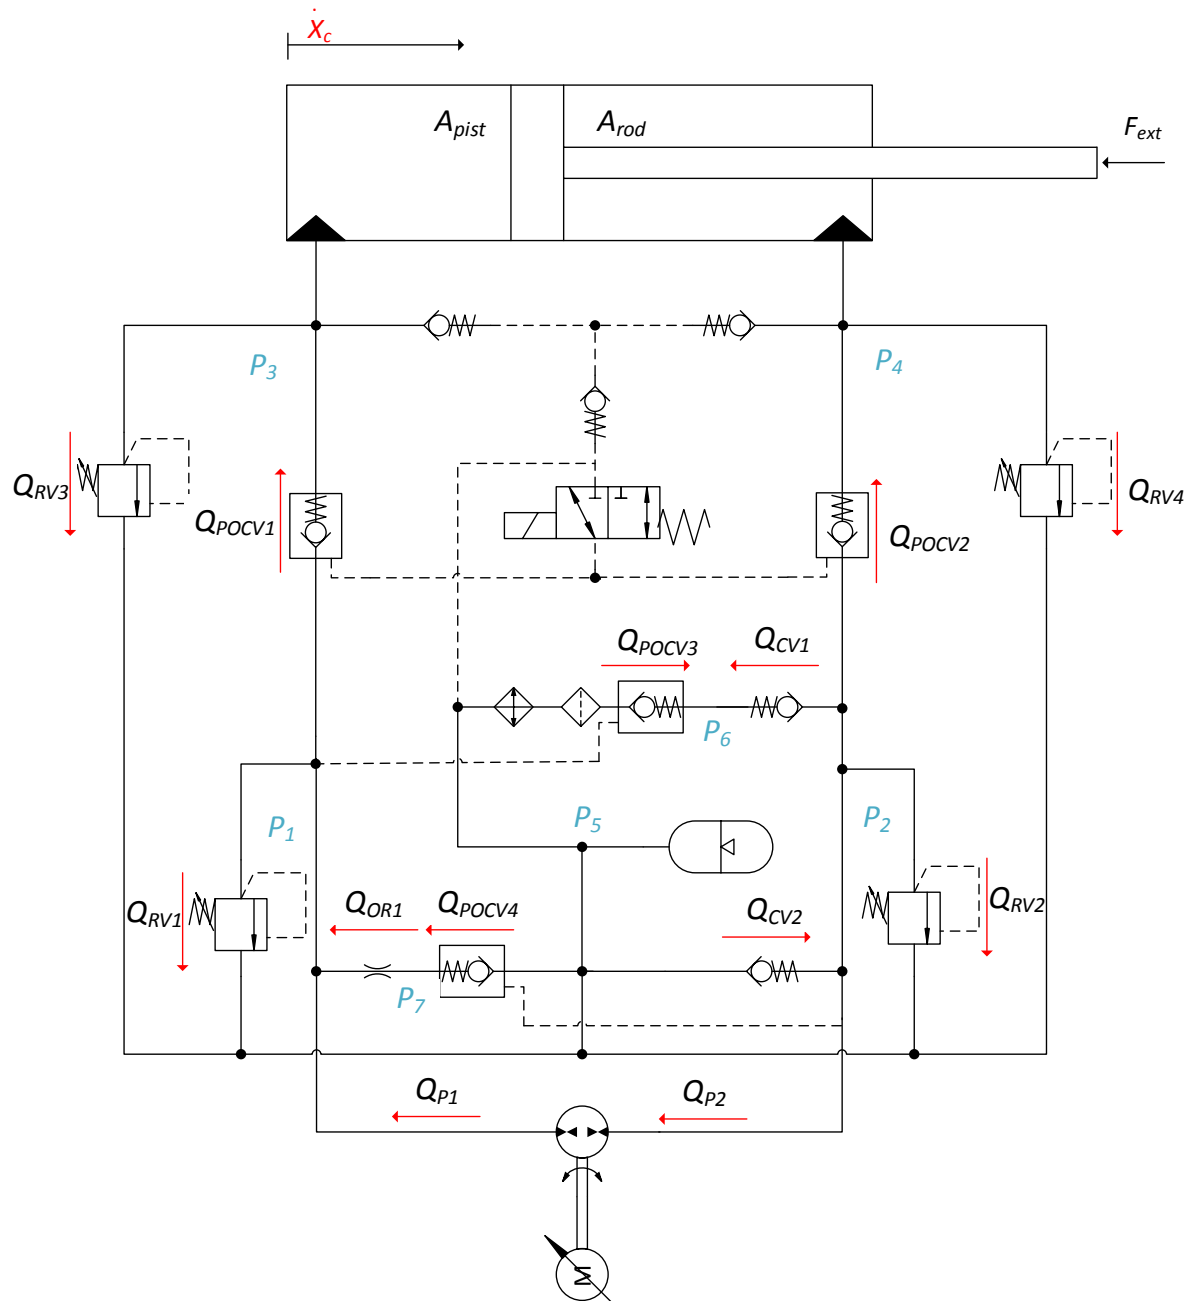 Ẋc
Apist
Arod
Fext
P3
P4
QRV3
QPOCV1
QPOCV2
QRV4
QPOCV3
QCV1
P6
P1
P5
P2
QRV1
QOR1
QPOCV4
QCV2
QRV2
P7
QP1
QP2
M